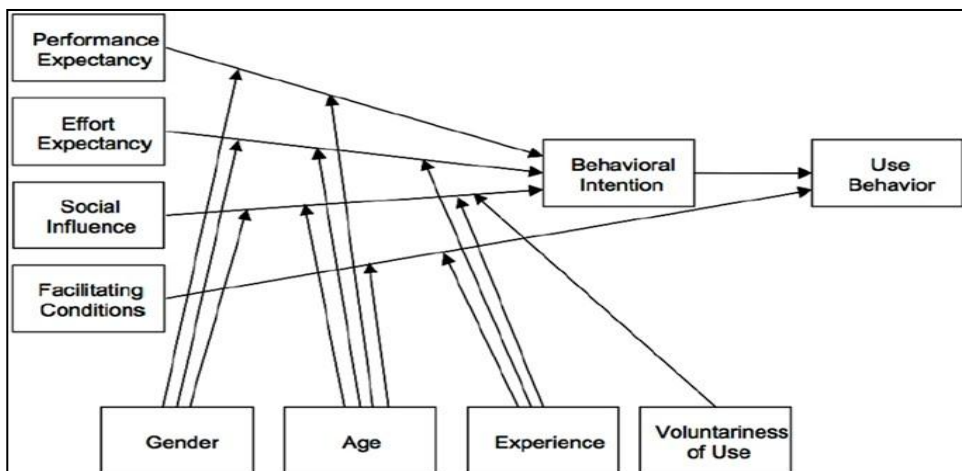 Performance
Expectancy
Effort
Expectancy
Social
Influence
Facilitating
Conditions
Behavioral
Intention
Use
Behavior
Gender
Age
Experience
Voluntariness
of Use